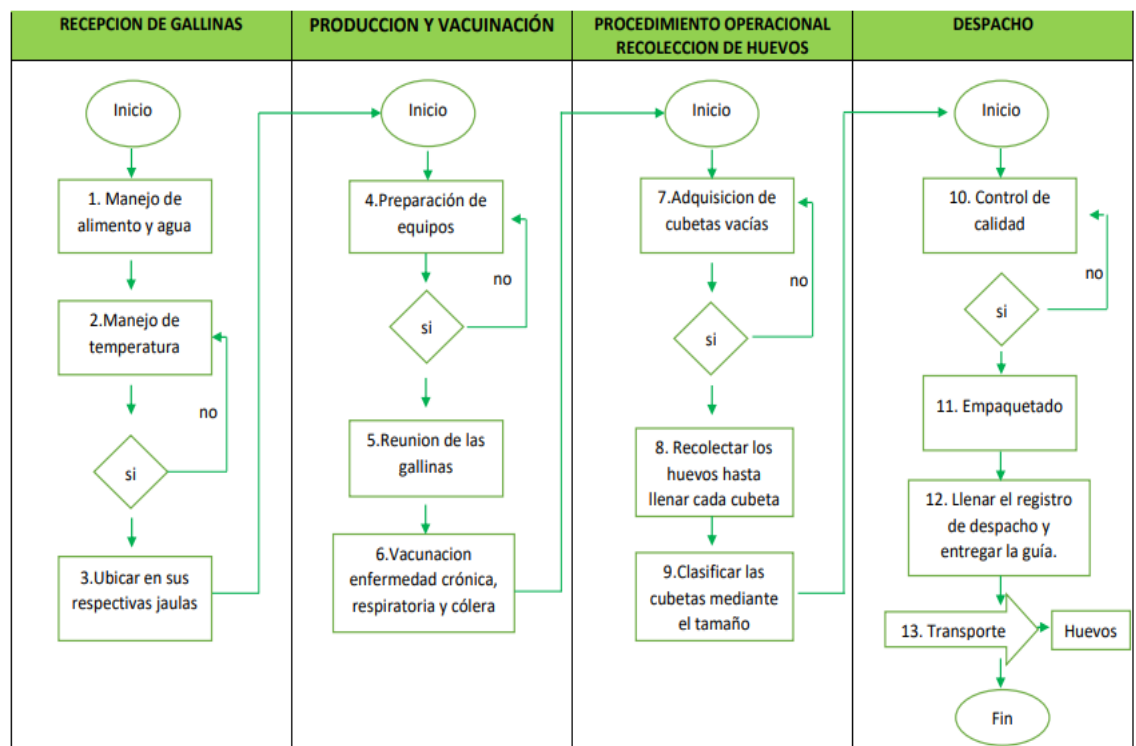 RECEPCION DE GALLINAS
Inicio
1. Manejo de
alimento y agua
2.Manejo de
temperatura
no
si
3.Ubicar en sus
respectivas jaulas
PRODUCCION Y VACUINACIÓN
Inicio
4.Preparación de
equipos
no
si
5.Reunion de las
gallinas
6.Vacunacion
enfermedad crónica,
respiratoria y cólera
PROCEDIMIENTO OPERACIONAL
RECOLECCION DE HUEVOS
Inicio
7.Adquisicion de
cubetas vacías
no
si
8. Recolectar los
huevos hasta
llenar cada cubeta
9.Clasificar las
cubetas mediante
el tamaño
DESPACHO
Inicio
10. Control de
calidad
no
si
11. Empaquetado
12. Llenar el registro
de despacho y
entregar la guía.
13. Transporte
Huevos
Fin